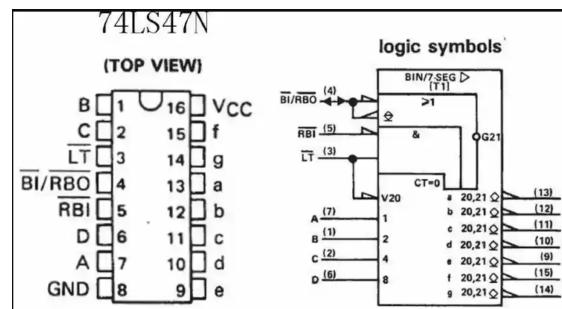 74LS47N
(TOP VIEW)
B 1 16 VCC
C 2 15 f
LT 3 14 g
BI/RBO 4 13 a
RBI 5 12 b
D 6 11 c
A 7 10 d
GND 8 9 e
logic symbols
BIN/7-SEG ▷
[T1]
BI/RBO (4) ≥1
RBI (5) &
G21
LT (3)
CT=0
V20
A (7) 1
B (1) 2
C (2) 4
D (6) 8
a 20,21 ◇ (13)
b 20,21 ◇ (12)
c 20,21 ◇ (11)
d 20,21 ◇ (10)
e 20,21 ◇ (9)
f 20,21 ◇ (15)
g 20,21 ◇ (14)